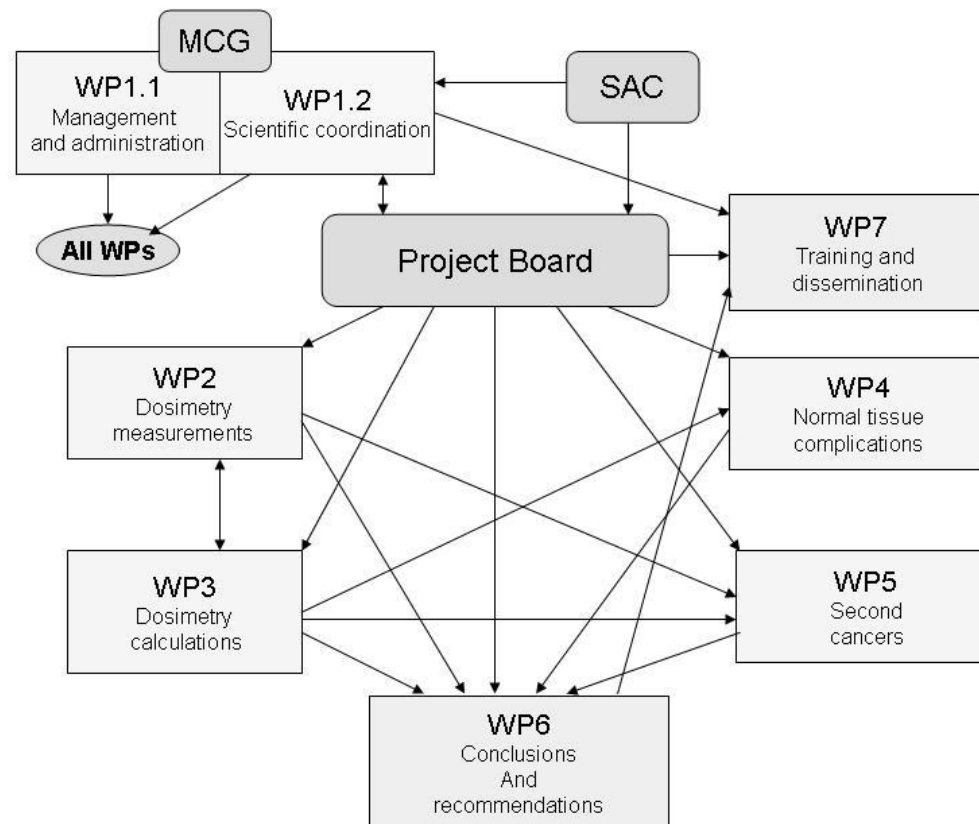 MCG
WP1.1
Management
and administration
WP1.2
Scientific coordination
SAC
All WPs
Project Board
WP7
Training and
dissemination
WP2
Dosimetry
measurements
WP4
Normal tissue
complications
WP3
Dosimetry
calculations
WP5
Second
cancers
WP6
Conclusions
And
recommendations